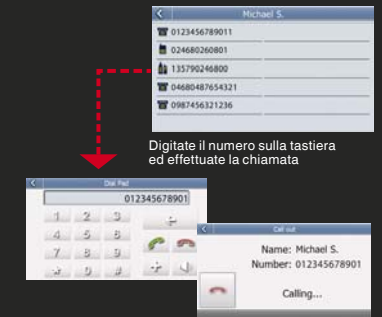 Michael S.
0123456789011
024680260801
135790246800
04680487654321
0987456321236
Digitate il numero sulla tastiera
ed effettuate la chiamata
Dial Pad
012345678901
1 2 3
4 5
7 8 9
* 0 #
Call out
Name: Michael S.
Number: 012345678901
Calling...